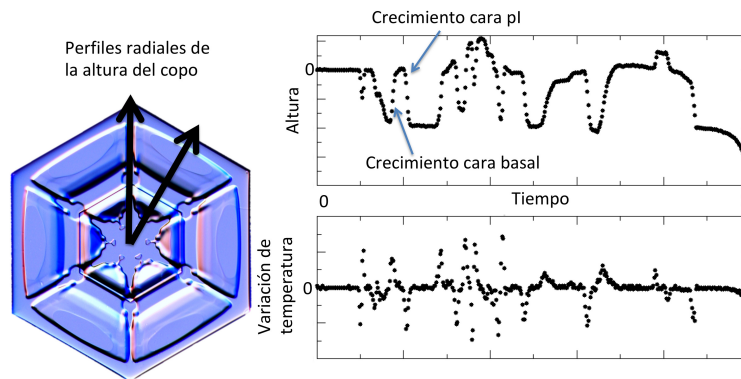 Perfiles radiales de
la altura del copo
Crecimiento cara pl
0
Altura
Crecimiento cara basal
0
Tiempo
Variación de
temperatura
0